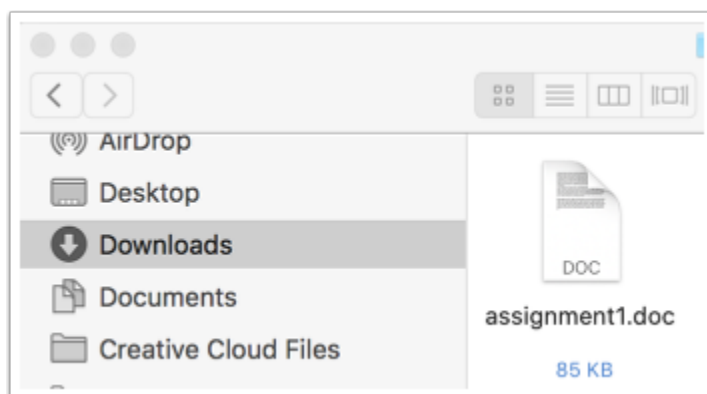 AirDrop
Desktop
Downloads
Documents
Creative Cloud Files
DOC
assignment1.doc
85 KB